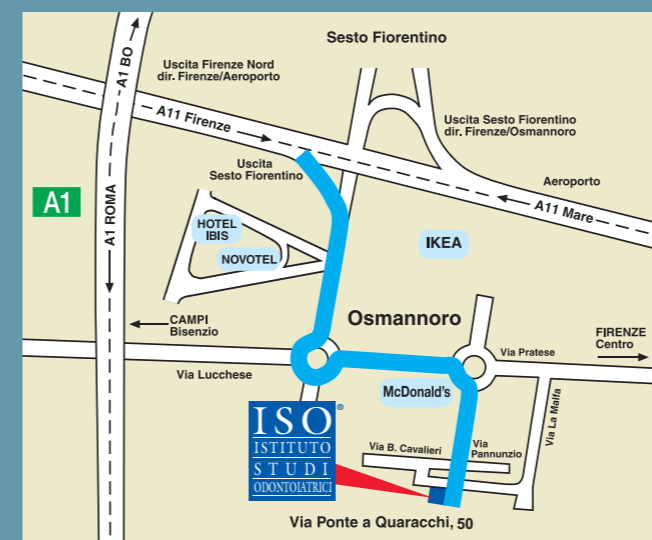 Sesto Fiorentino
A1 BO
Uscita Firenze Nord
dir. Firenze/Aeroporto
A11 Firenze
Uscita Sesto Fiorentino
dir. Firenze/Osmannoro
Uscita
Sesto Fiorentino
Aeroporto
A1
A1 ROMA
A11 Mare
HOTEL
IBIS
NOVOTEL
IKEA
CAMPI
Bisenzio
Osmannoro
FIRENZE
Centro
Via Pratese
Via Lucchese
McDonald's
Via La Malfa
ISO®
ISTITUTO
STUDI
ODONTOIATRICI
Via B. Cavalieri
Via
Pannunzio
Via Ponte a Quaracchi, 50